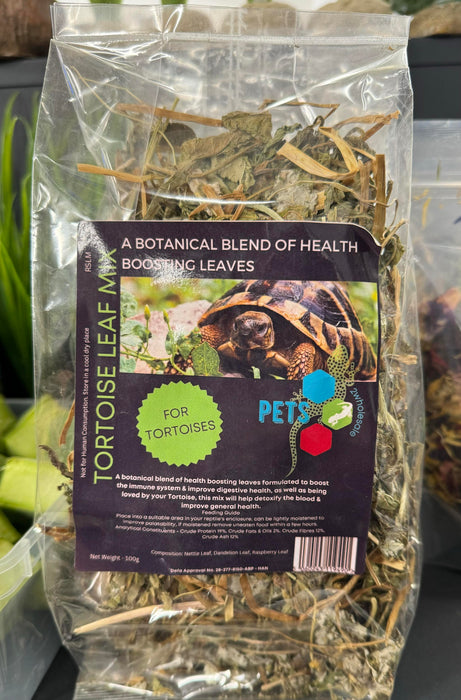 A BOTANICAL BLEND OF HEALTH
BOOSTING LEAVES
TORTOISE LEAF MIX
RSLM
Not for Human Consumption. Store in a cool dry place
FOR
TORTOISES
PETS
2wholesale
A botanical blend of health boosting leaves formulated to boost
the immune system & improve digestive health, as well as being
loved by your Tortoise, this mix will help detoxify the blood &
improve general health.
Feeding Guide
Place into a suitable area in your reptile's enclosure, can be lightly moistened to
improve palatability, if moistened remove uneaten food within a few hours.
Analytical Constituents - Crude Protein 19%, Crude Fats & Oils 2%, Crude Fibres 12%,
Crude Ash 12%
Net Weight - 100g
Composition: Nettle Leaf, Dandelion Leaf, Raspberry Leaf